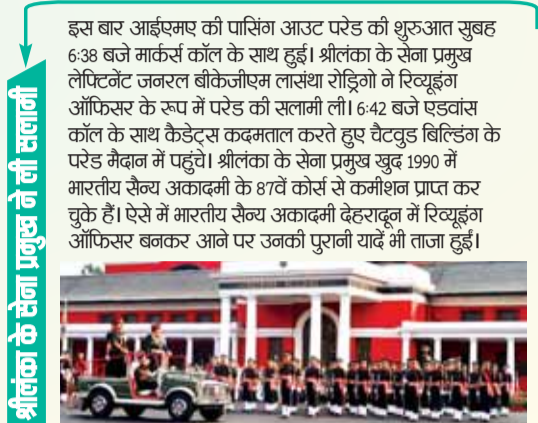 श्रीलंका के सेना प्रमुख ने ली सलामी
इस बार आईएमए की पासिंग आउट परेड की शुरुआत सुबह
6:38 बजे मार्कर्स कॉल के साथ हुई। श्रीलंका के सेना प्रमुख
लेफ्टिनेंट जनरल बीकेजीएम लासंथा रोड्रिगो ने रिव्यूइंग
ऑफिसर के रूप में परेड की सलामी ली। 6:42 बजे एडवांस
कॉल के साथ कैडेट्स कदमताल करते हुए चैटवुड बिल्डिंग के
परेड मैदान में पहुंचे। श्रीलंका के सेना प्रमुख खुद 1990 में
भारतीय सैन्य अकादमी के 87वें कोर्स से कमीशन प्राप्त कर
चुके हैं। ऐसे में भारतीय सैन्य अकादमी देहरादून में रिव्यूइंग
ऑफिसर बनकर आने पर उनकी पुरानी यादें भी ताजा हुईं।